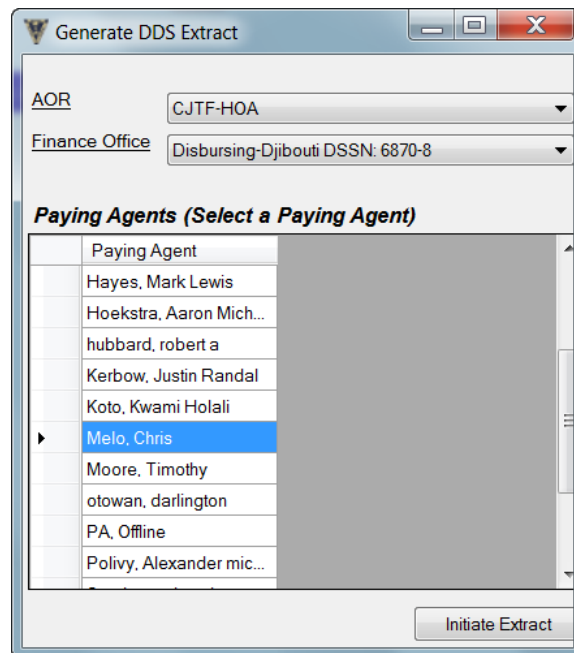 Generate DDS Extract
AOR
CJTF-HOA
Finance Office
Disbursing-Djibouti DSSN: 6870-8
Paying Agents (Select a Paying Agent)
Paying Agent
Hayes, Mark Lewis
Hoekstra, Aaron Mich...
hubbard, robert a
Kerbow, Justin Randal
Koto, Kwami Holali
Melo, Chris
Moore, Timothy
otowan, darlington
PA, Offline
Polivy, Alexander mic...
Initiate Extract